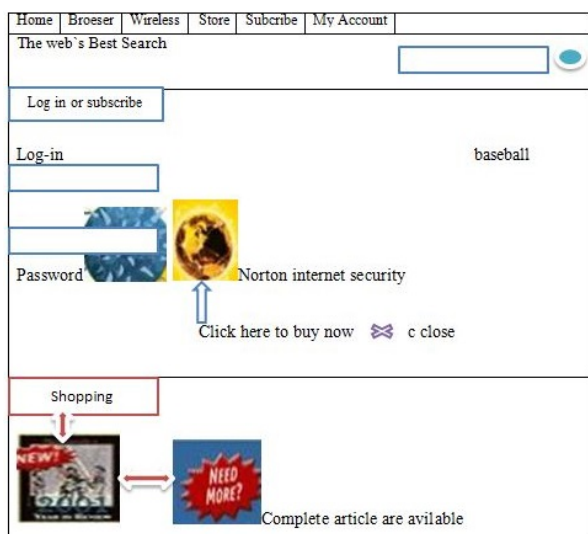 Home Broeser Wireless Store Subcribe My Account
The web`s Best Search
Log in or subscribe
Log-in baseball
Password Norton internet security
Click here to buy now c close
Shopping
NEW!
2001
NEED
MORE?
Complete article are avilable